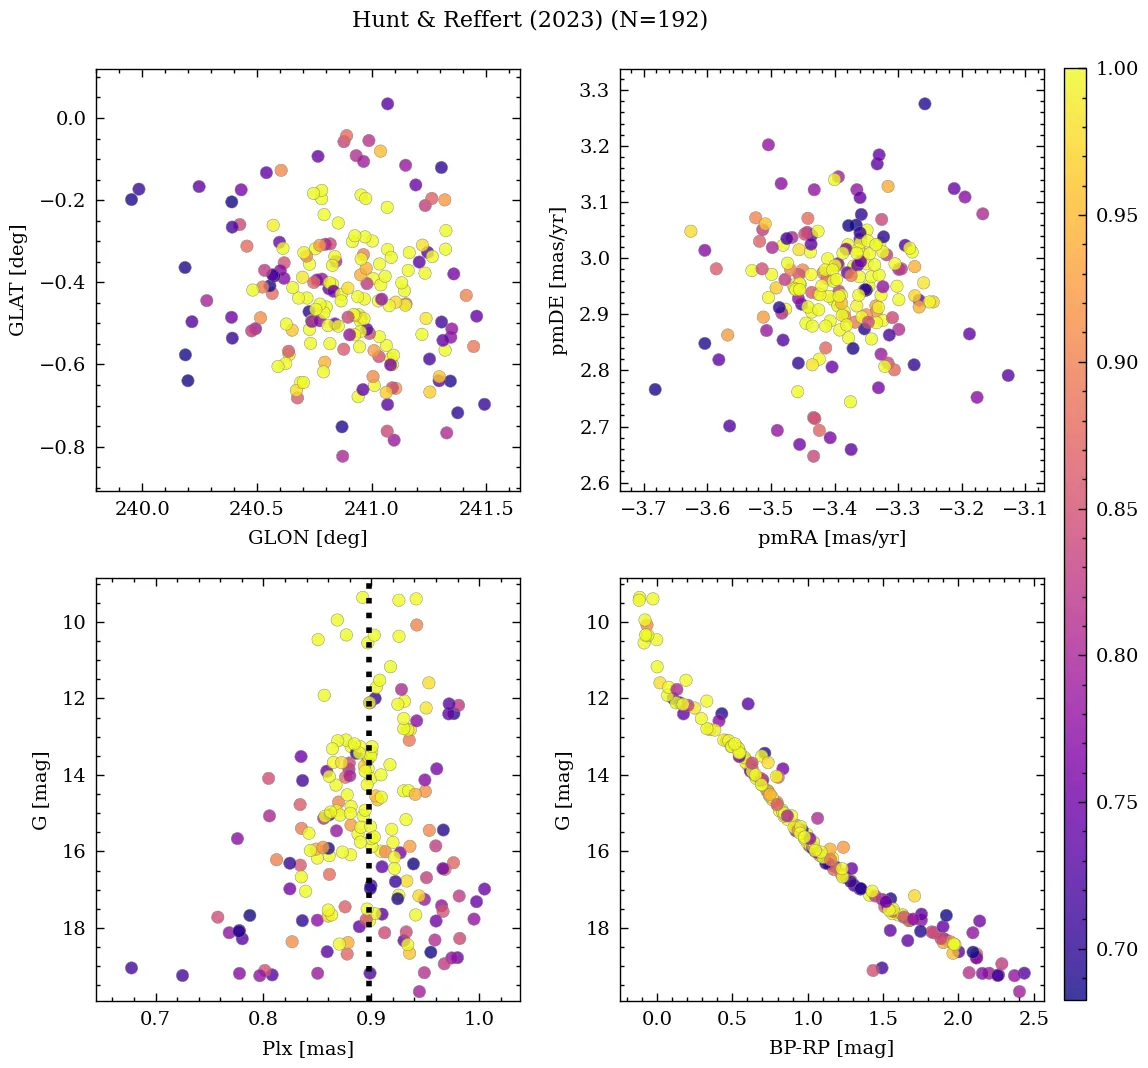 Hunt & Reffert (2023) (N=192)
0.0
−0.2
−0.4
−0.6
−0.8
GLAT [deg]
240.0 240.5 241.0 241.5
GLON [deg]
3.3
3.2
3.1
3.0
2.9
2.8
2.7
2.6
pmDE [mas/yr]
−3.7 −3.6 −3.5 −3.4 −3.3 −3.2 −3.1
pmRA [mas/yr]
1.00
0.95
0.90
0.85
0.80
0.75
0.70
10
12
14
16
18
G [mag]
0.7 0.8 0.9 1.0
Plx [mas]
10
12
14
16
18
G [mag]
0.0 0.5 1.0 1.5 2.0 2.5
BP-RP [mag]